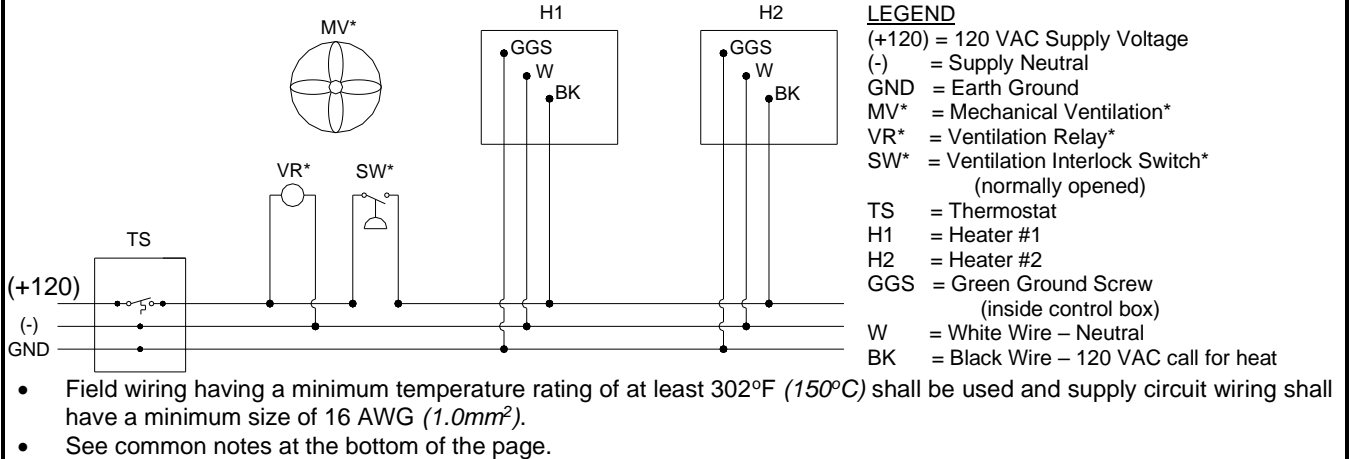 MV*
H1
H2
GGS
W
BK
GGS
W
BK
VR*
SW*
TS
(+120)
(-)
GND
LEGEND
(+120) = 120 VAC Supply Voltage
(-) = Supply Neutral
GND = Earth Ground
MV* = Mechanical Ventilation*
VR* = Ventilation Relay*
SW* = Ventilation Interlock Switch*
(normally opened)
TS = Thermostat
H1 = Heater #1
H2 = Heater #2
GGS = Green Ground Screw
(inside control box)
W = White Wire – Neutral
BK = Black Wire – 120 VAC call for heat
• Field wiring having a minimum temperature rating of at least 302°F (150°C) shall be used and supply circuit wiring shall
have a minimum size of 16 AWG (1.0mm²).
• See common notes at the bottom of the page.